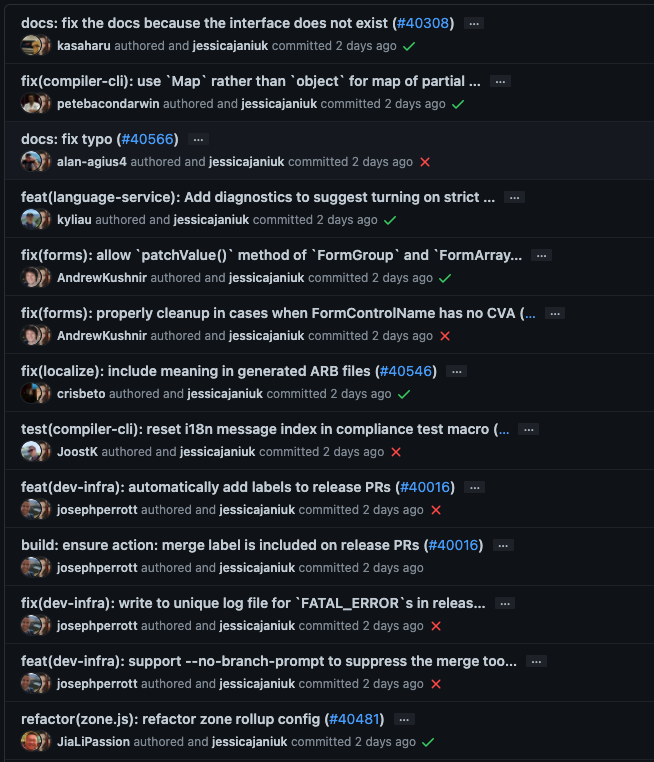 docs: fix the docs because the interface does not exist (#40308) ...
kasaharu authored and jessicajaniuk committed 2 days ago ✓
fix(compiler-cli): use `Map` rather than `object` for map of partial ... ...
petebacondarwin authored and jessicajaniuk committed 2 days ago ✓
docs: fix typo (#40566) ...
alan-agius4 authored and jessicajaniuk committed 2 days ago ✕
feat(language-service): Add diagnostics to suggest turning on strict ... ...
kyliau authored and jessicajaniuk committed 2 days ago ✓
fix(forms): allow `patchValue()` method of `FormGroup` and `FormArray... ...
AndrewKushnir authored and jessicajaniuk committed 2 days ago ✓
fix(forms): properly cleanup in cases when FormControlName has no CVA (... ...
AndrewKushnir authored and jessicajaniuk committed 2 days ago ✕
fix(localize): include meaning in generated ARB files (#40546) ...
crisbeto authored and jessicajaniuk committed 2 days ago ✓
test(compiler-cli): reset i18n message index in compliance test macro (... ...
JoostK authored and jessicajaniuk committed 2 days ago ✕
feat(dev-infra): automatically add labels to release PRs (#40016) ...
josephperrott authored and jessicajaniuk committed 2 days ago ✕
build: ensure action: merge label is included on release PRs (#40016) ...
josephperrott authored and jessicajaniuk committed 2 days ago
fix(dev-infra): write to unique log file for `FATAL_ERROR`s in releas... ...
josephperrott authored and jessicajaniuk committed 2 days ago ✕
feat(dev-infra): support --no-branch-prompt to suppress the merge too... ...
josephperrott authored and jessicajaniuk committed 2 days ago ✕
refactor(zone.js): refactor zone rollup config (#40481) ...
JiaLiPassion authored and jessicajaniuk committed 2 days ago ✓